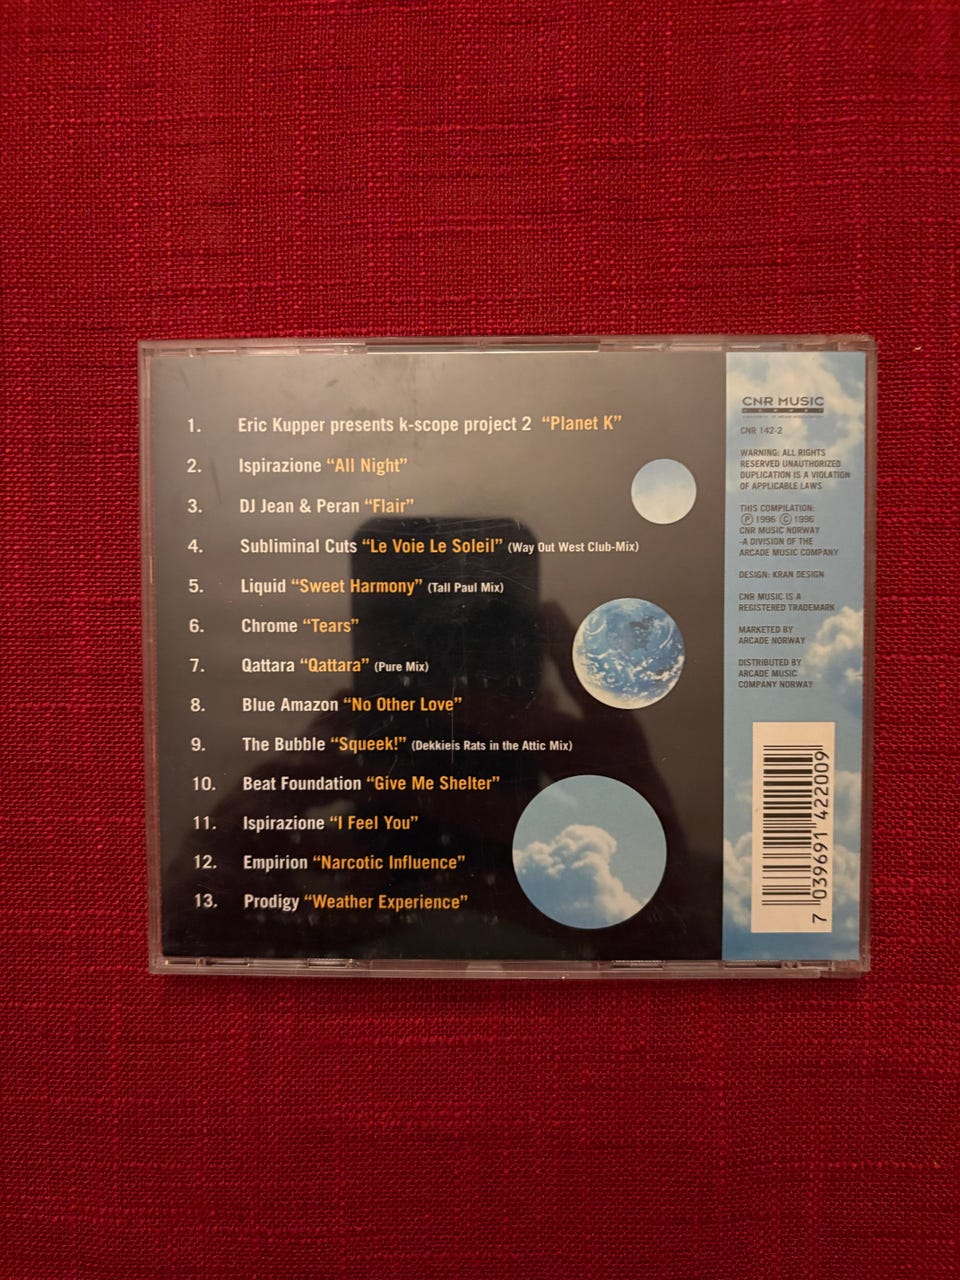 1. Eric Kupper presents k-scope project 2 “Planet K”
2. Ispirazione “All Night”
3. DJ Jean & Peran “Flair”
4. Subliminal Cuts “Le Voie Le Soleil” (Way Out West Club-Mix)
5. Liquid “Sweet Harmony” (Tall Paul Mix)
6. Chrome “Tears”
7. Qattara “Qattara” (Pure Mix)
8. Blue Amazon “No Other Love”
9. The Bubble “Squeek!” (Dekkieis Rats in the Attic Mix)
10. Beat Foundation “Give Me Shelter”
11. Ispirazione “I Feel You”
12. Empirion “Narcotic Influence”
13. Prodigy “Weather Experience”
CNR MUSIC
NORWAY
CNR 142-2
WARNING: ALL RIGHTS
RESERVED UNAUTHORIZED
DUPLICATION IS A VIOLATION
OF APPLICABLE LAWS
THIS COMPILATION:
Ⓟ 1996 © 1996
CNR MUSIC NORWAY
-A DIVISION OF THE
ARCADE MUSIC COMPANY
DESIGN: KRAN DESIGN
CNR MUSIC IS A
REGISTERED TRADEMARK
MARKETED BY
ARCADE NORWAY
DISTRIBUTED BY
ARCADE MUSIC
COMPANY NORWAY
7 039691 422009